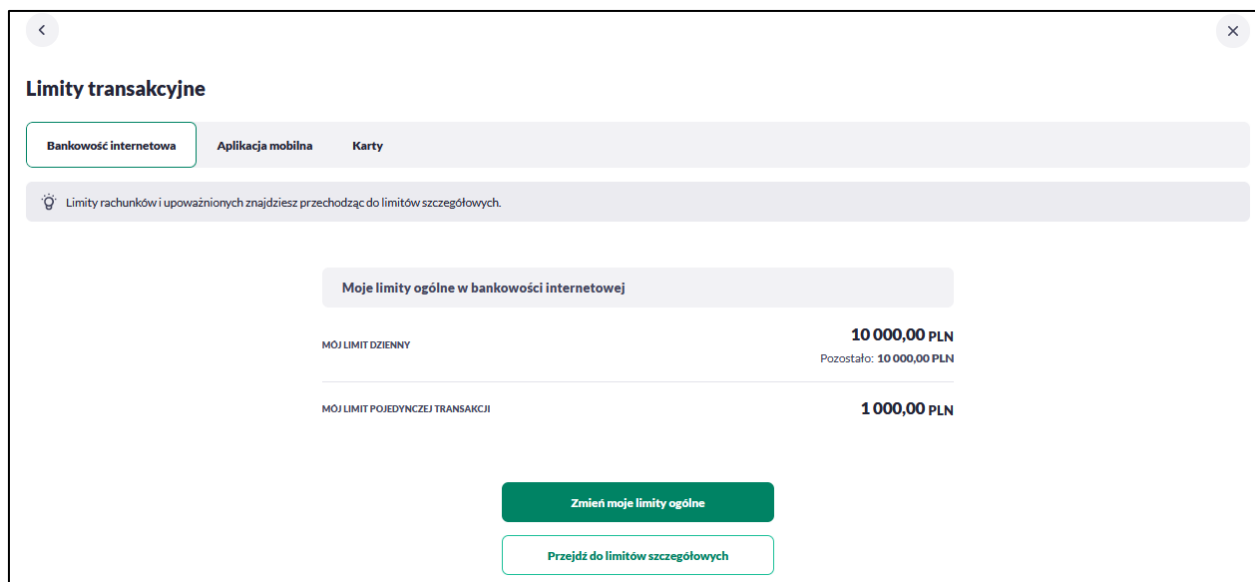 Limity transakcyjne
Bankowość internetowa Aplikacja mobilna Karty
Limity rachunków i upoważnionych znajdziesz przechodząc do limitów szczegółowych.
Moje limity ogólne w bankowości internetowej
MÓJ LIMIT DZIENNY 10 000,00 PLN
Pozostało: 10 000,00 PLN
MÓJ LIMIT POJEDYNCZEJ TRANSAKCJI 1 000,00 PLN
Zmień moje limity ogólne
Przejdź do limitów szczegółowych